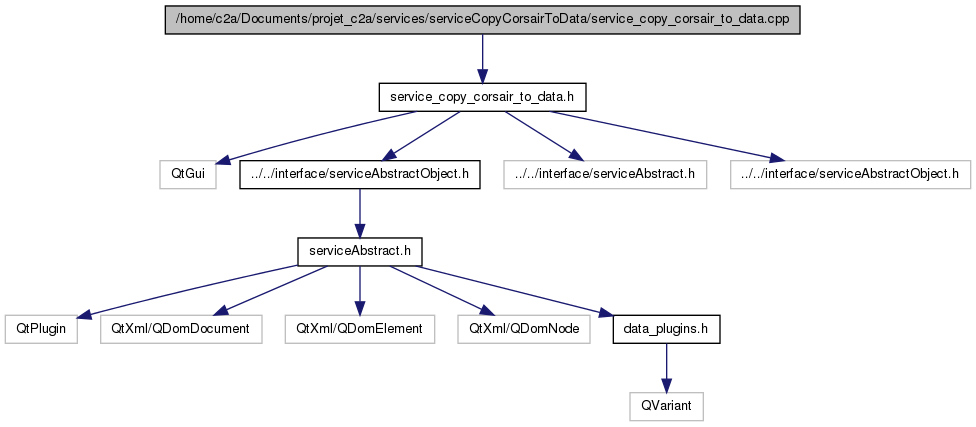 /home/c2a/Documents/projet_c2a/services/serviceCopyCorsairToData/service_copy_corsair_to_data.cpp
service_copy_corsair_to_data.h
QtGui
../../interface/serviceAbstractObject.h
../../interface/serviceAbstract.h
../../interface/serviceAbstractObject.h
serviceAbstract.h
QtPlugin
QtXml/QDomDocument
QtXml/QDomElement
QtXml/QDomNode
data_plugins.h
QVariant